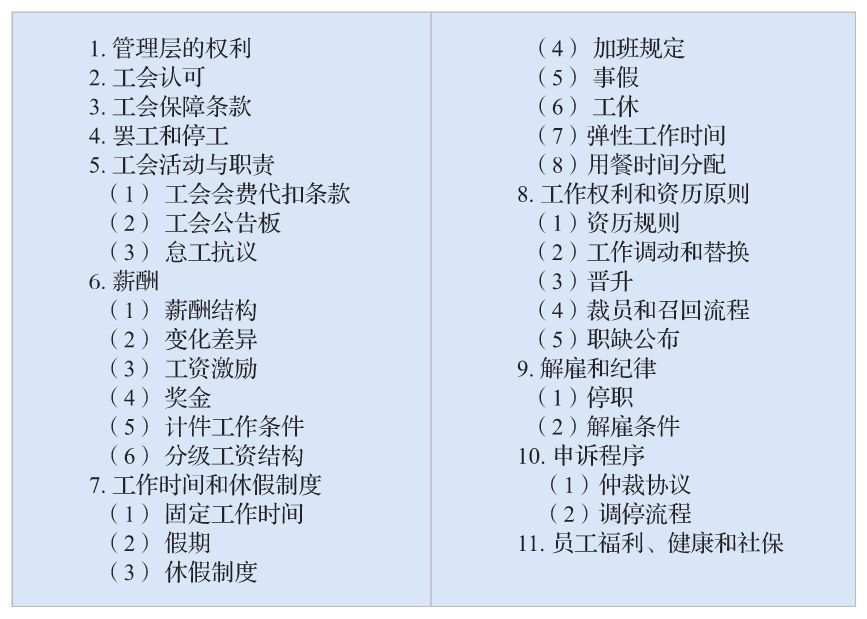 1. 管理层的权利
2. 工会认可
3. 工会保障条款
4. 罢工和停工
5. 工会活动与职责
（1） 工会会费代扣条款
（2） 工会公告板
（3） 怠工抗议
6. 薪酬
（1） 薪酬结构
（2） 变化差异
（3） 工资激励
（4） 奖金
（5） 计件工作条件
（6） 分级工资结构
7. 工作时间和休假制度
（1） 固定工作时间
（2） 假期
（3） 休假制度
（4） 加班规定
（5） 事假
（6） 工休
（7）弹性工作时间
（8）用餐时间分配
8. 工作权利和资历原则
（1）资历规则
（2）工作调动和替换
（3）晋升
（4）裁员和召回流程
（5）职缺公布
9. 解雇和纪律
（1）停职
（2）解雇条件
10. 申诉程序
（1）仲裁协议
（2）调停流程
11. 员工福利、健康和社保